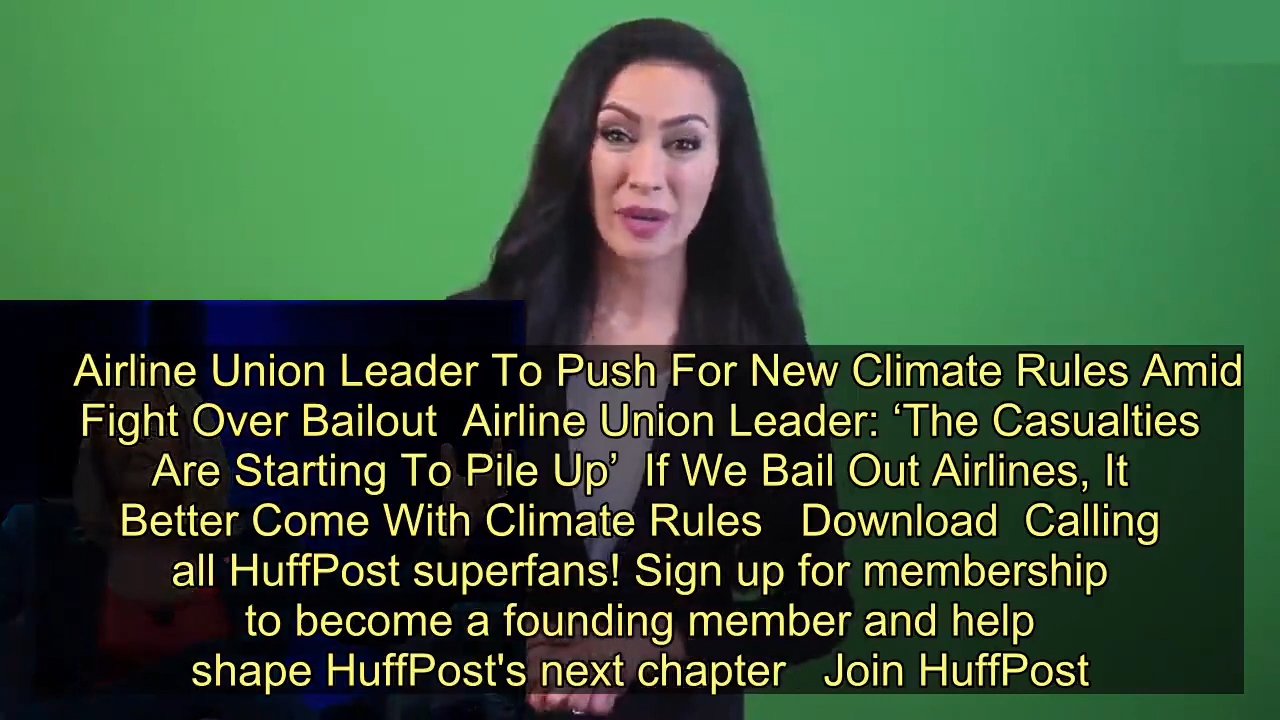 Airline Union Leader To Push For New Climate Rules Amid
Fight Over Bailout  Airline Union Leader: ‘The Casualties
Are Starting To Pile Up’  If We Bail Out Airlines, It
Better Come With Climate Rules   Download  Calling
all HuffPost superfans! Sign up for membership
to become a founding member and help
shape HuffPost's next chapter   Join HuffPost